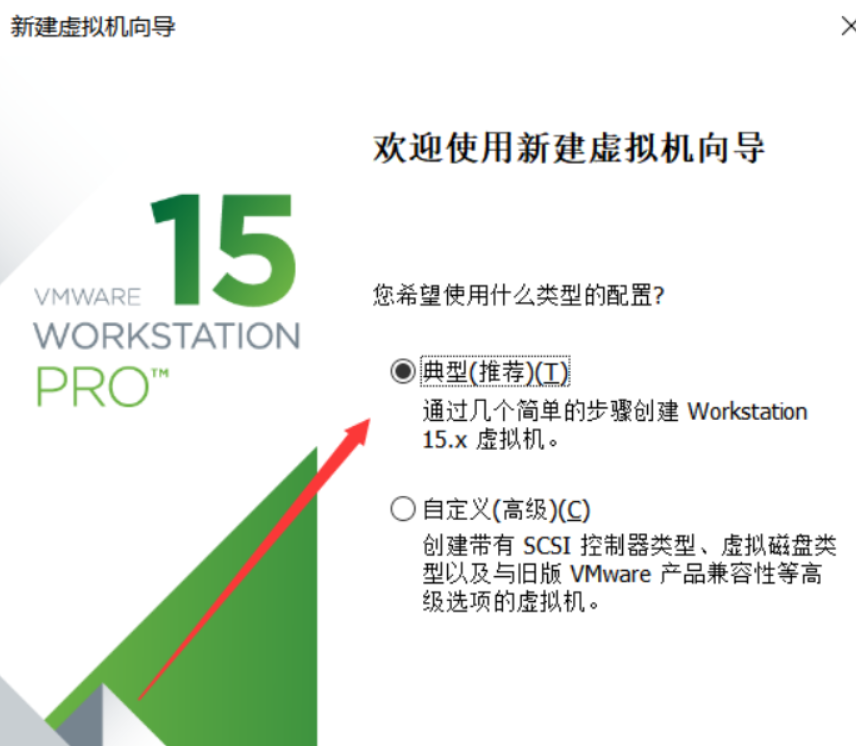 新建虚拟机向导
欢迎使用新建虚拟机向导
15
VMWARE
WORKSTATION
PRO™
您希望使用什么类型的配置?
典型(推荐)(T)
通过几个简单的步骤创建 Workstation
15.x 虚拟机。
自定义(高级)(C)
创建带有 SCSI 控制器类型、虚拟磁盘类
型以及与旧版 VMware 产品兼容性等高
级选项的虚拟机。